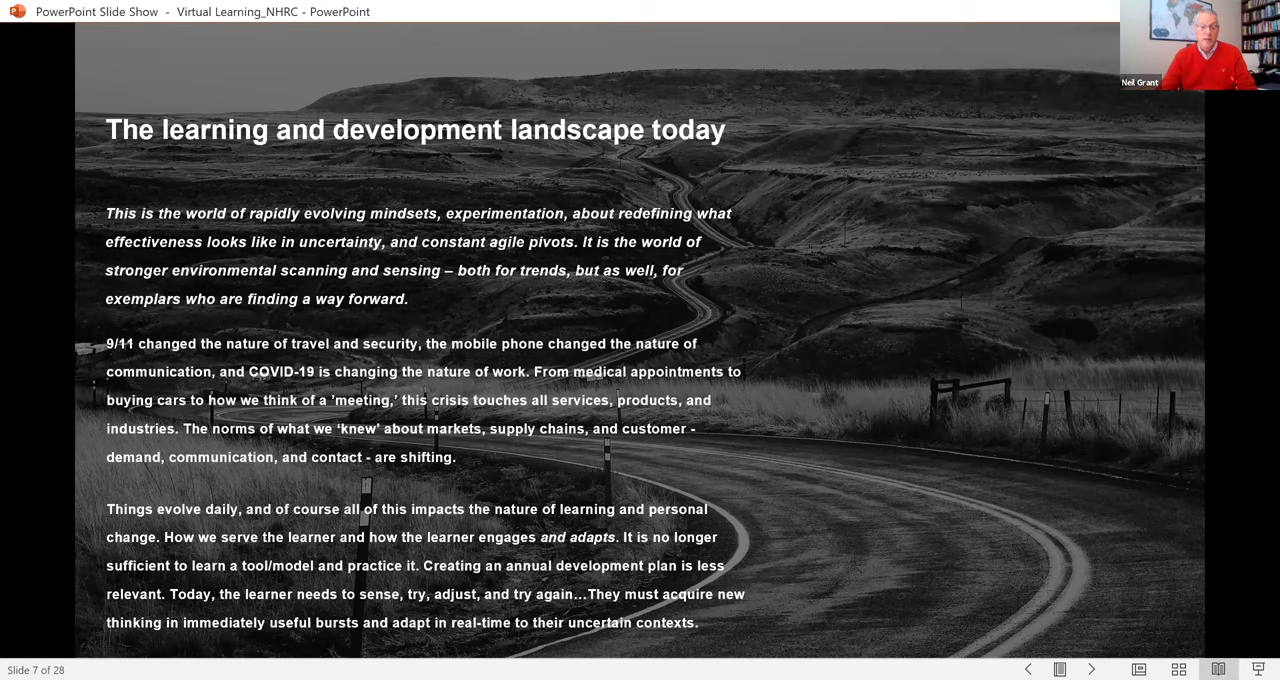 PowerPoint Slide Show - Virtual Learning_NHRC - PowerPoint
Neil Grant
The learning and development landscape today
This is the world of rapidly evolving mindsets, experimentation, about redefining what
effectiveness looks like in uncertainty, and constant agile pivots. It is the world of
stronger environmental scanning and sensing – both for trends, but as well, for
exemplars who are finding a way forward.
9/11 changed the nature of travel and security, the mobile phone changed the nature of
communication, and COVID-19 is changing the nature of work. From medical appointments to
buying cars to how we think of a ’meeting,’ this crisis touches all services, products, and
industries. The norms of what we ‘knew’ about markets, supply chains, and customer -
demand, communication, and contact - are shifting.
Things evolve daily, and of course all of this impacts the nature of learning and personal
change. How we serve the learner and how the learner engages and adapts. It is no longer
sufficient to learn a tool/model and practice it. Creating an annual development plan is less
relevant. Today, the learner needs to sense, try, adjust, and try again…They must acquire new
thinking in immediately useful bursts and adapt in real-time to their uncertain contexts.
Slide 7 of 28